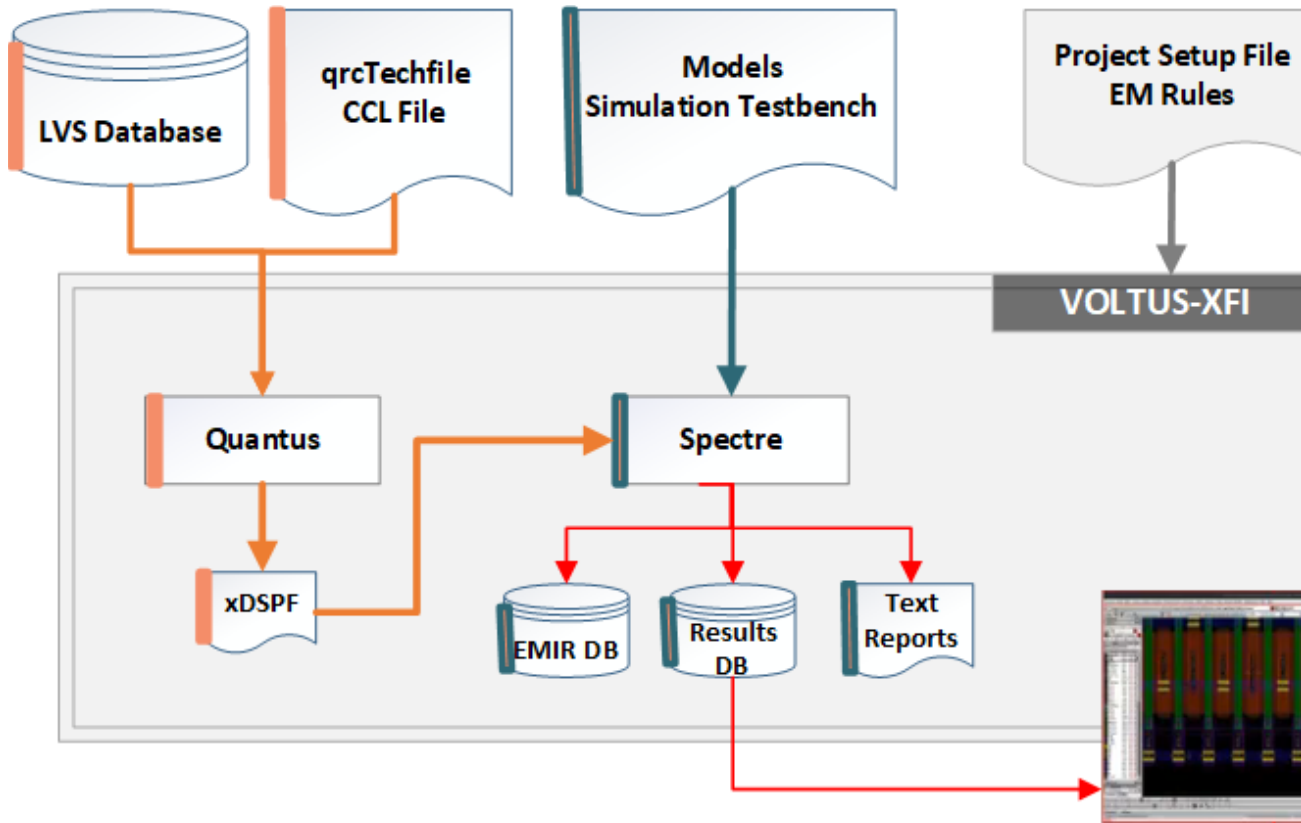 LVS Database
qrcTechfile
CCL File
Models
Simulation Testbench
Project Setup File
EM Rules
VOLTUS-XFI
Quantus
Spectre
xDSPF
EMIR DB
Results
DB
Text
Reports